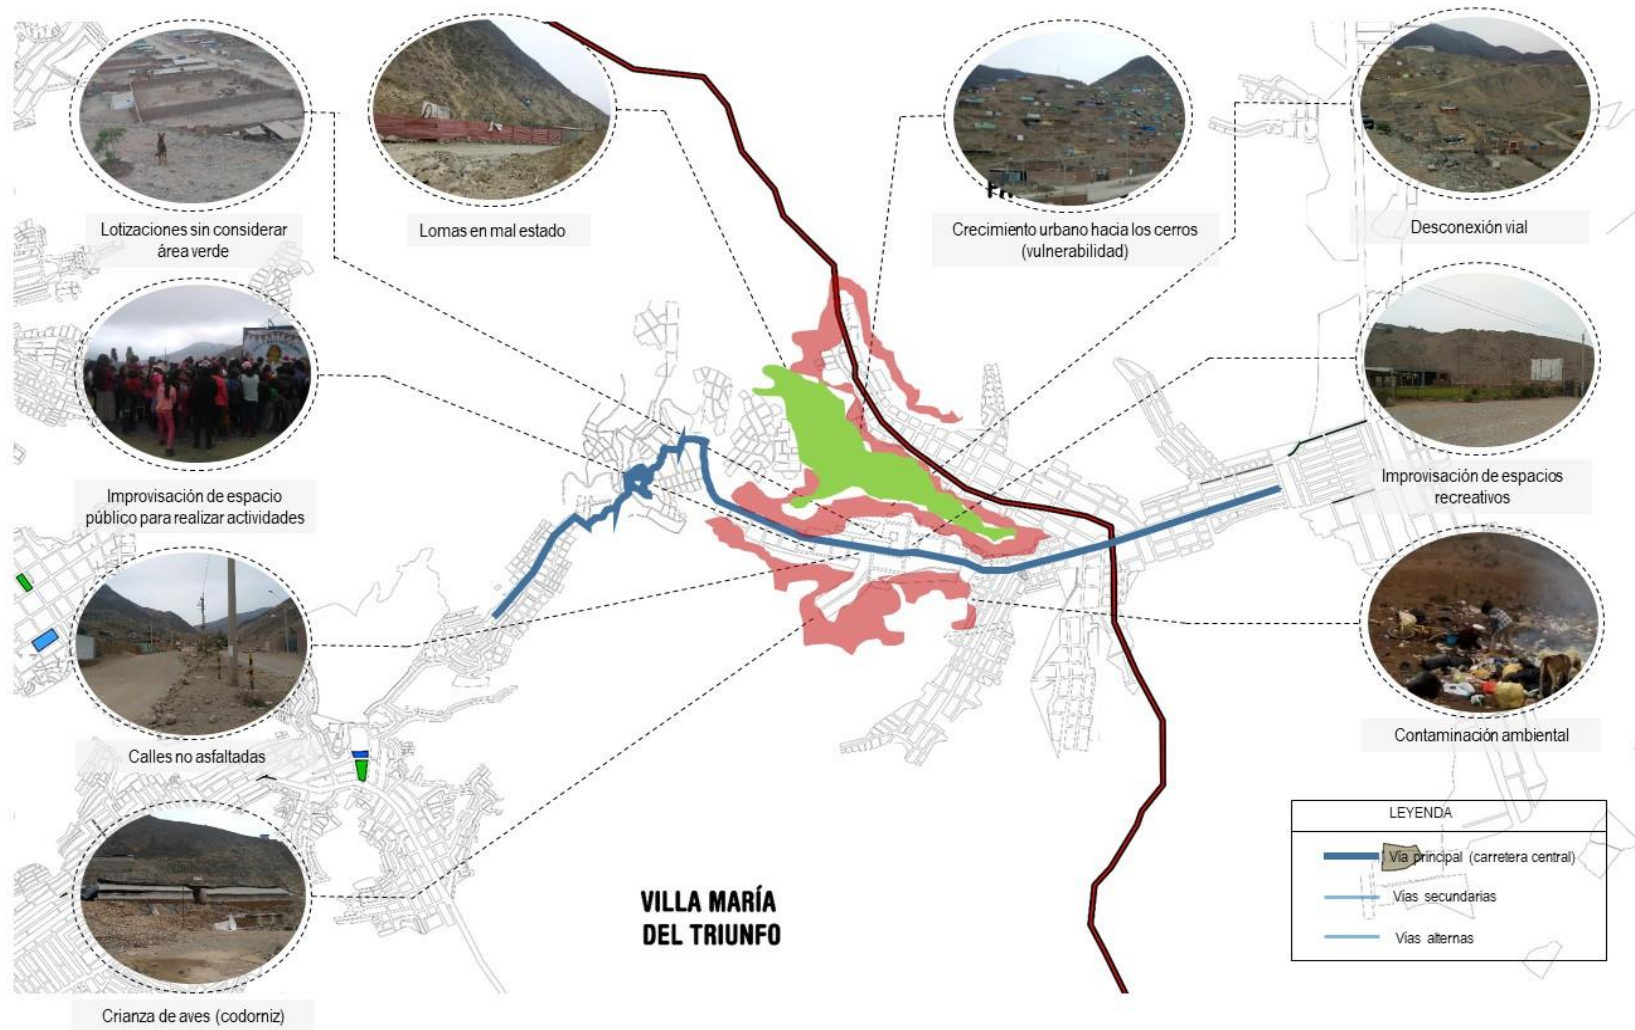 Lotizaciones sin considerar
área verde
Lomas en mal estado
Crecimiento urbano hacia los cerros
(vulnerabilidad)
Desconexión vial
Improvisación de espacio
público para realizar actividades
Improvisación de espacios
recreativos
Calles no asfaltadas
Contaminación ambiental
Crianza de aves (codorniz)
VILLA MARÍA
DEL TRIUNFO
LEYENDA
Vía principal (carretera central)
Vías secundarias
Vías alternas